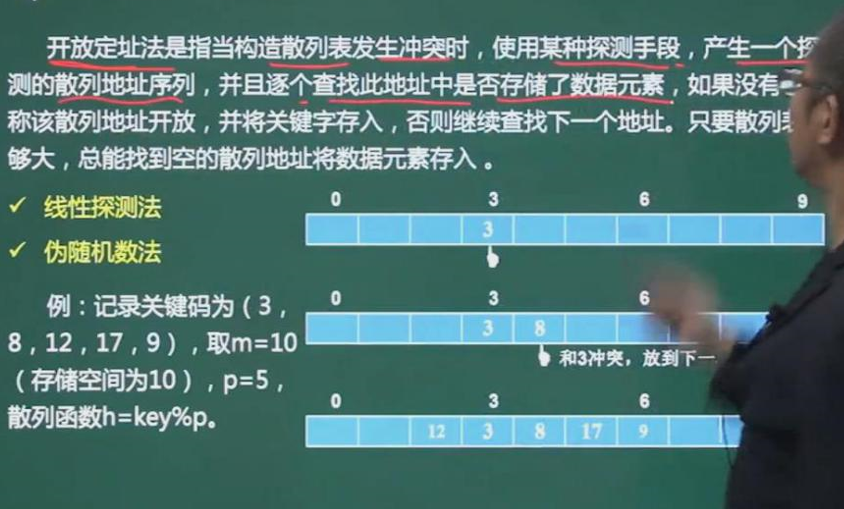 开放定址法是指当构造散列表发生冲突时，使用某种探测手段，产生一个探
测的散列地址序列，并且逐个查找此地址中是否存储了数据元素，如果没有
称该散列地址开放，并将关键字存入，否则继续查找下一个地址。只要散列
够大，总能找到空的散列地址将数据元素存入。
✓ 线性探测法
✓ 伪随机数法
例：记录关键码为（3，
8，12，17，9），取m=10
（存储空间为10），p=5，
散列函数h=key%p。
0 3 6 9
3
0 3 6
3 8
和3冲突，放到下一
0 3 6
12 3 8 17 9